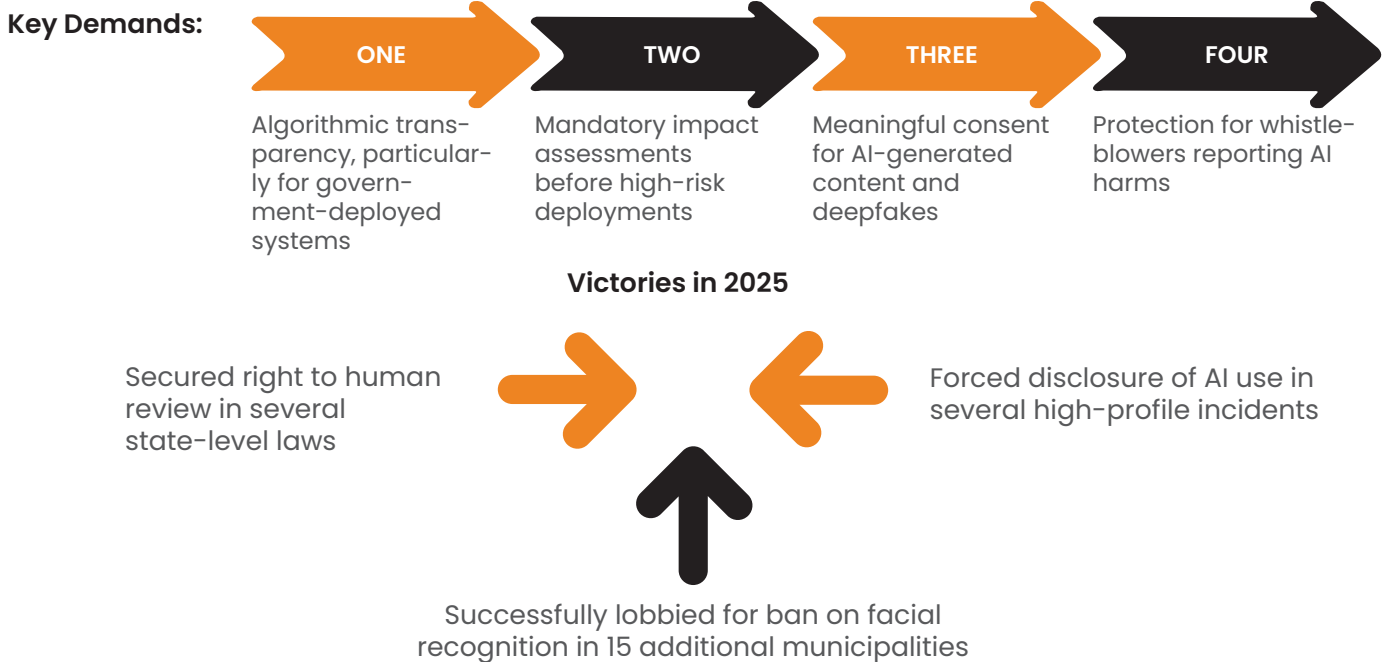 Key Demands:
ONE
TWO
THREE
FOUR
Algorithmic trans-
parency, particular-
ly for govern-
ment-deployed
systems
Mandatory impact
assessments
before high-risk
deployments
Meaningful consent
for AI-generated
content and
deepfakes
Protection for whistle-
blowers reporting AI
harms
Victories in 2025
Secured right to human
review in several
state-level laws
Forced disclosure of AI use in
several high-profile incidents
Successfully lobbied for ban on facial
recognition in 15 additional municipalities